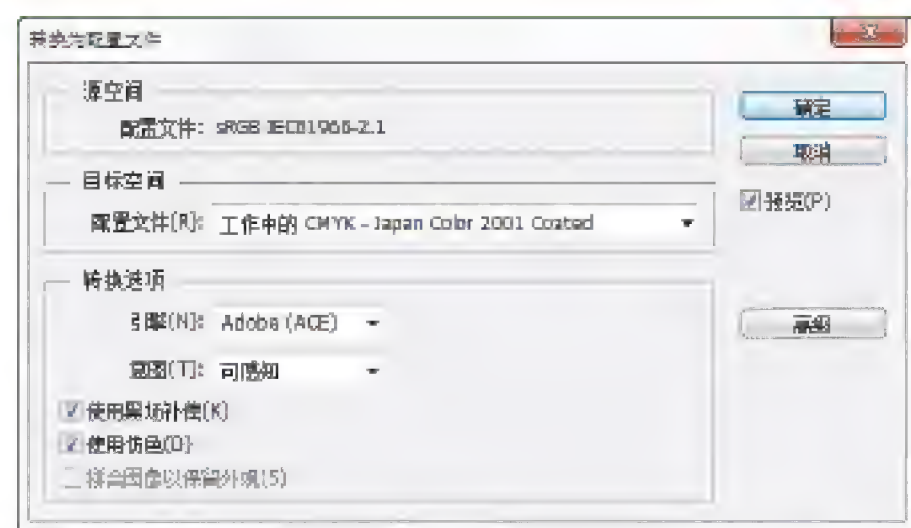 转换为配置文件
源空间
配置文件: sRGB IEC61966-2.1
确定
取消
目标空间
配置文件(R): 工作中的 CMYK - Japan Color 2001 Coated
预览(P)
转换选项
引擎(N): Adobe (ACE)
高级
意图(T): 可感知
使用黑场补偿(K)
使用仿色(D)
拼合图像以保留外观(S)